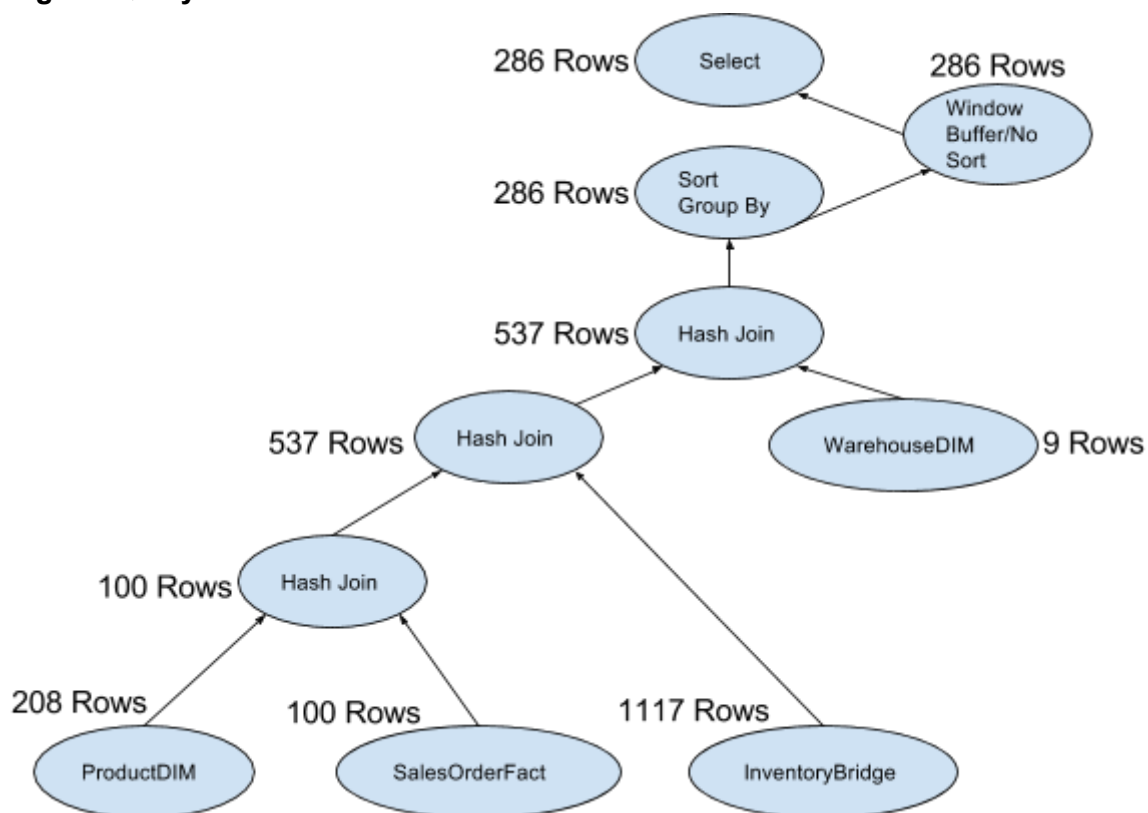 286 Rows
Select
286 Rows
Window
Buffer/No
Sort
286 Rows
Sort
Group By
537 Rows
Hash Join
537 Rows
Hash Join
WarehouseDIM
9 Rows
100 Rows
Hash Join
208 Rows
100 Rows
1117 Rows
ProductDIM
SalesOrderFact
InventoryBridge